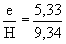 e/H = 5,33/9,34